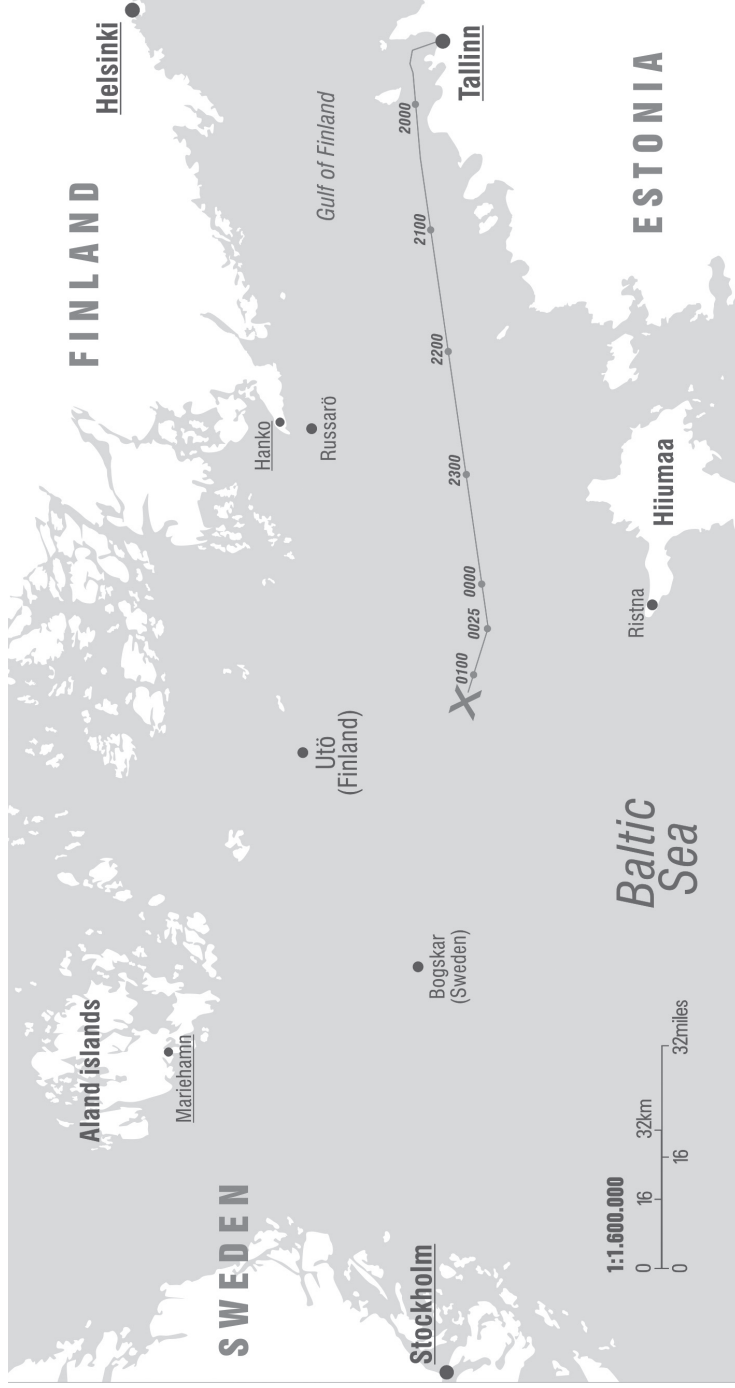 SWEDEN
Stockholm
Aland islands
Mariehamn
FINLAND
Helsinki
Hanko
Russarö
Utö
(Finland)
Bogskar
(Sweden)
Gulf of Finland
Tallinn
2000
2100
2200
2300
0000
0025
0100
X
ESTONIA
Hiiumaa
Ristna
Baltic
Sea
1:1.600.000
0 16 32km
0 16 32miles